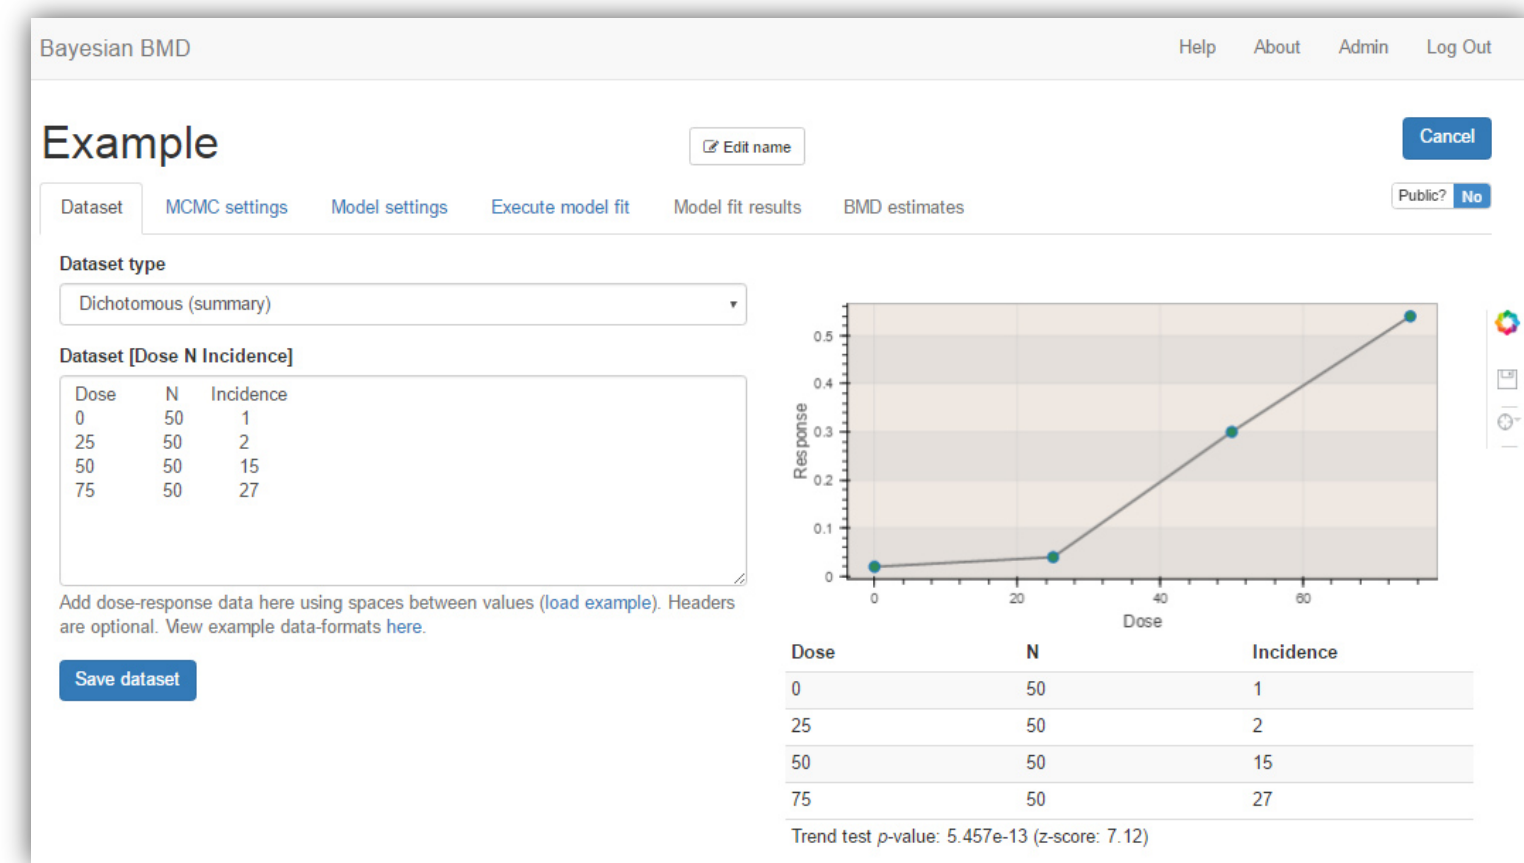 Bayesian BMD Help About Admin Log Out
Example Edit name Cancel
Dataset MCMC settings Model settings Execute model fit Model fit results BMD estimates Public? No
Dataset type
Dichotomous (summary)
Dataset [Dose N Incidence]
Dose N Incidence
0 50 1
25 50 2
50 50 15
75 50 27
Add dose-response data here using spaces between values (load example). Headers
are optional. View example data-formats here.
Save dataset
Response
0.5
0.4
0.3
0.2
0.1
0
0 20 40 60
Dose
Dose N Incidence
0 50 1
25 50 2
50 50 15
75 50 27
Trend test p-value: 5.457e-13 (z-score: 7.12)